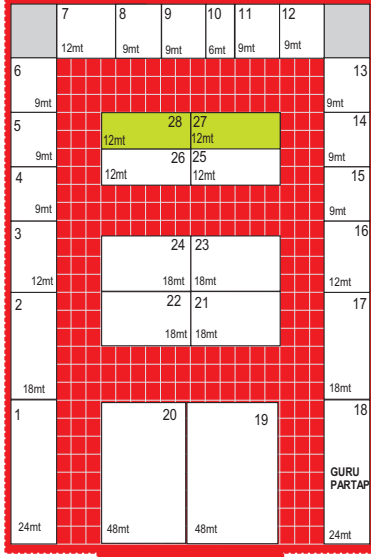 7 8 9 10 11 12
12mt 9mt 9mt 6mt 9mt 9mt
6 13
9mt 9mt
5 28 27 14
12mt 12mt
9mt 26 25 9mt
4 12mt 12mt 15
9mt 9mt
3 24 23 16
12mt 18mt 18mt 12mt
2 22 21 17
18mt 18mt
18mt 18mt
1 20 19 18
GURU
PARTAP
24mt 48mt 48mt 24mt